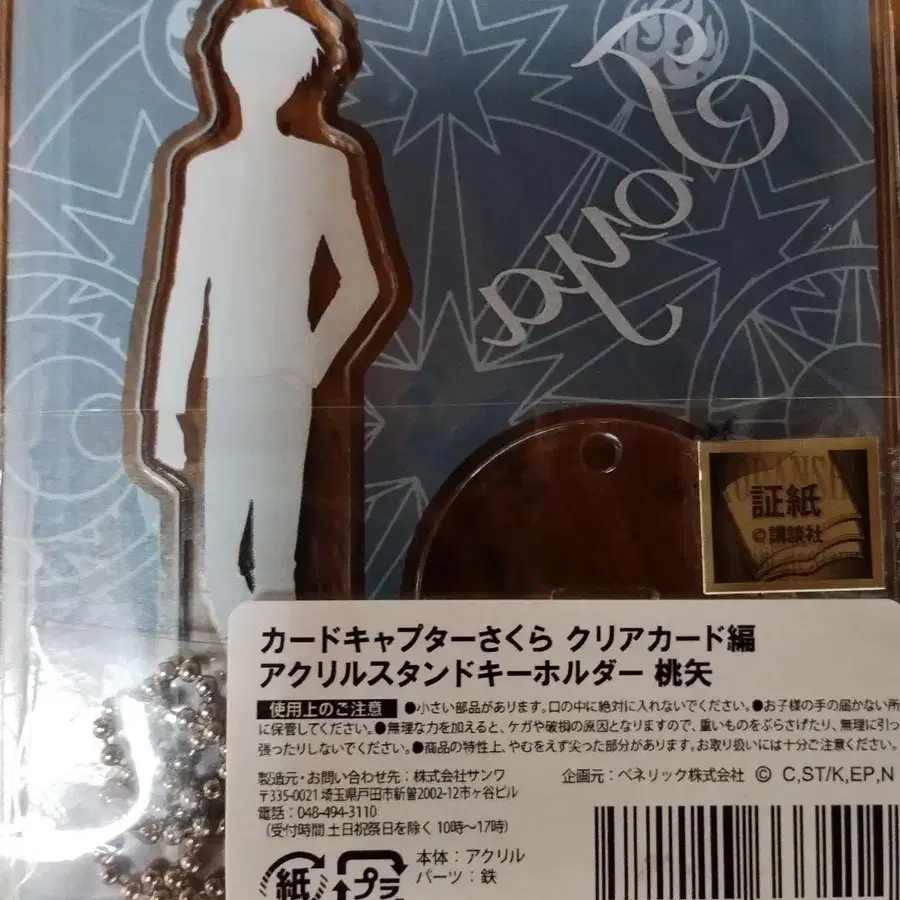 Toya
KODANSHA
証紙
©講談社
カードキャプターさくら クリアカード編
アクリルスタンドキーホルダー 桃矢
使用上のご注意 ●小さい部品があります。口の中に絶対に入れないでください。●お子様の手の届かない所
に保管してください。●無理な力を加えると、ケガや破損の原因となりますので、重いものをぶらさげたり、無理に引っ
張ったりしないでください。●商品の特性上、やむをえず尖った部分があります。お取り扱いには十分ご注意ください。
製造元・お問い合わせ先：株式会社サンワ
企画元：ベネリック株式会社 © C,ST/K,EP,N
〒335-0021 埼玉県戸田市新曽2002-12市ヶ谷ビル
電話：048-494-3110
（受付時間 土日祝祭日を除く 10時～17時）
紙
プラ
本体：アクリル
パーツ：鉄